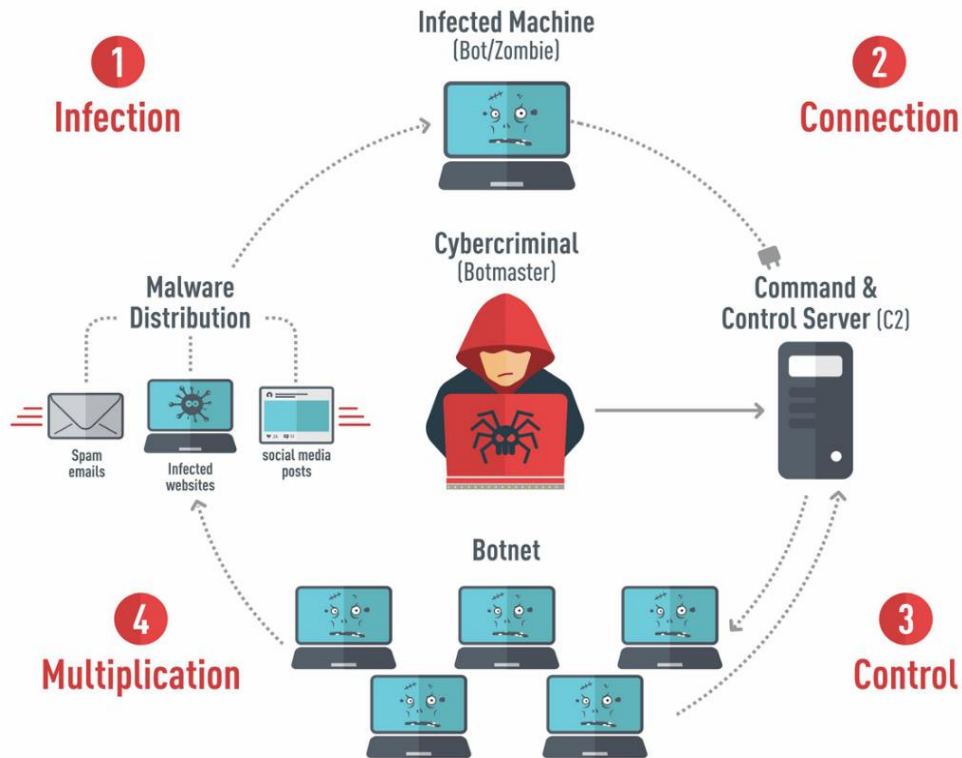 1
Infection
Infected Machine
(Bot/Zombie)
2
Connection
Malware
Distribution
Spam
emails
Infected
websites
social media
posts
Cybercriminal
(Botmaster)
Command &
Control Server (C2)
Botnet
4
Multiplication
3
Control